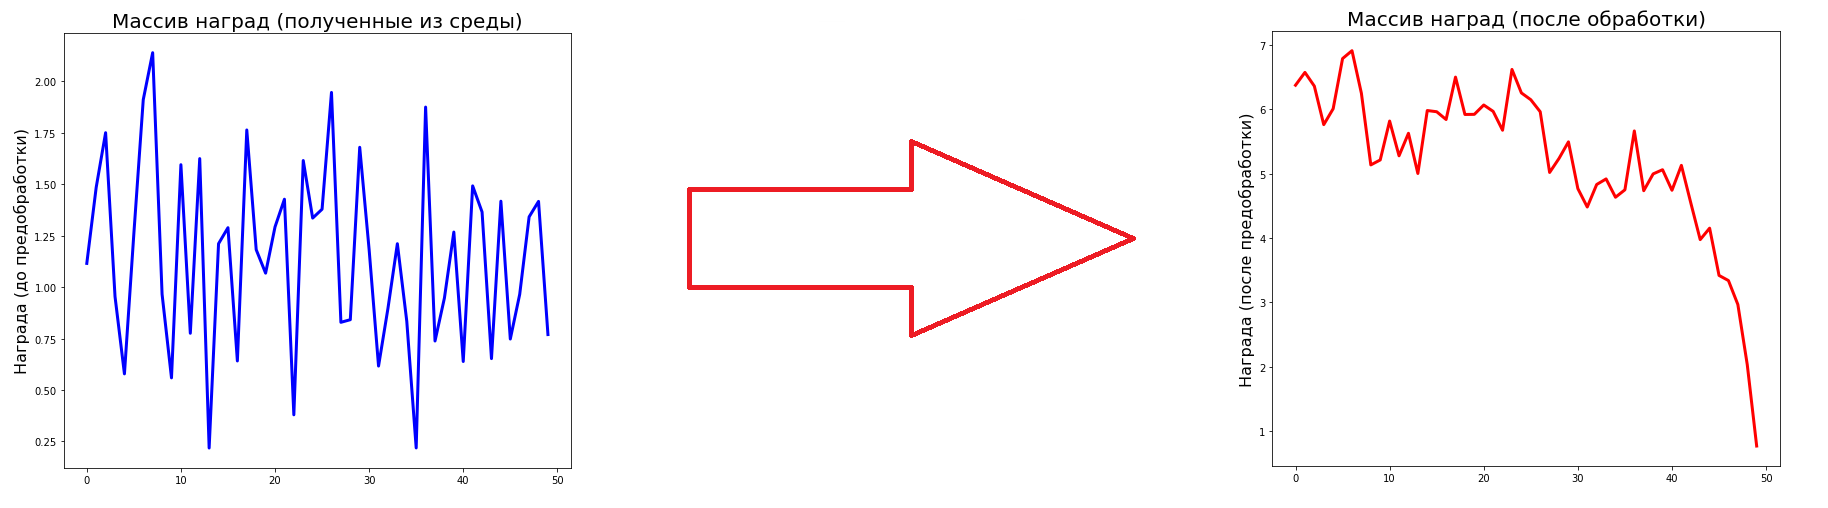 Массив наград (полученные из среды)
Награда (до предобработки)
2.00
1.75
1.50
1.25
1.00
0.75
0.50
0.25
0 10 20 30 40 50
Массив наград (после обработки)
Награда (после предобработки)
7
6
5
4
3
2
1
0 10 20 30 40 50